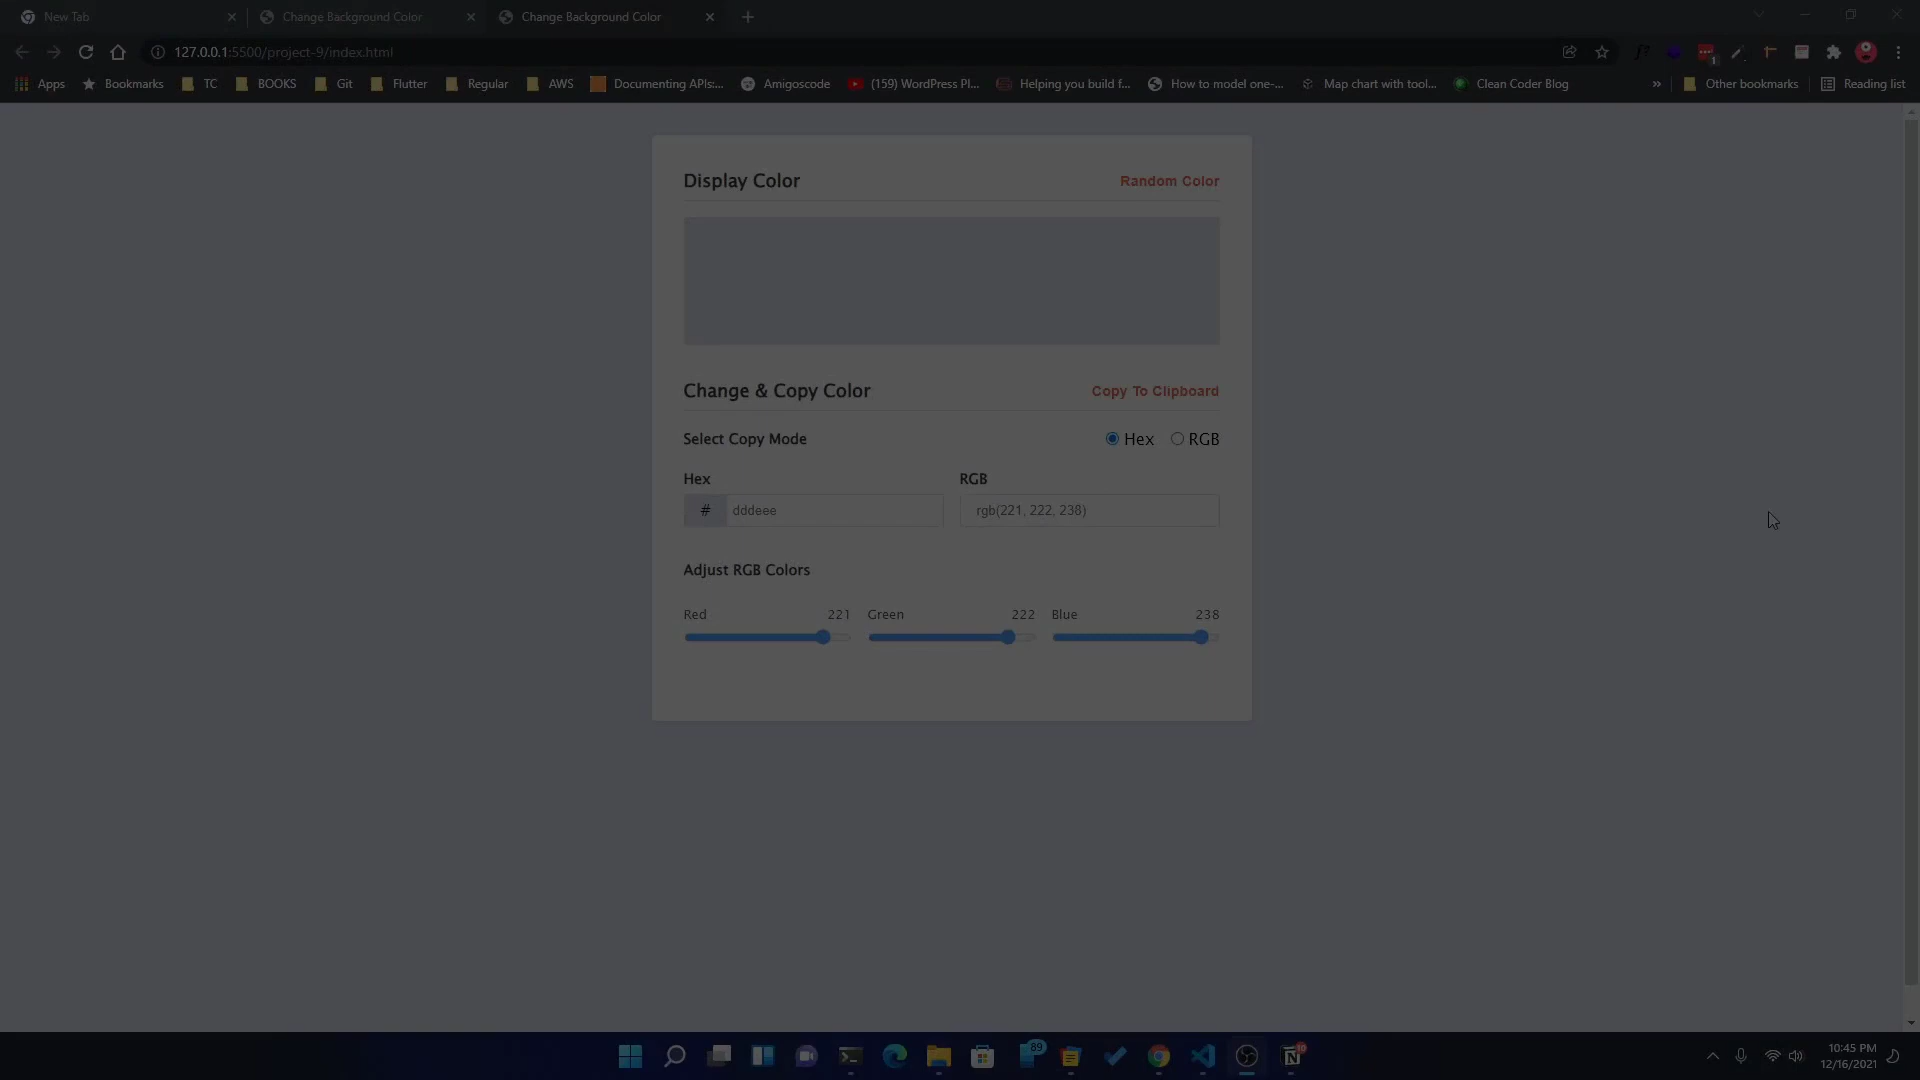 New Tab
Change Background Color
Change Background Color
127.0.0.1:5500/project-9/index.html
Apps
Bookmarks
TC
BOOKS
Git
Flutter
Regular
AWS
Documenting APIs:...
Amigoscode
(159) WordPress Pl...
Helping you build f...
How to model one-...
Map chart with tool...
Clean Coder Blog
»
Other bookmarks
Reading list
Display Color
Random Color
Change & Copy Color
Copy To Clipboard
Select Copy Mode
Hex
RGB
Hex
RGB
# dddeee
rgb(221, 222, 238)
Adjust RGB Colors
Red 221
Green 222
Blue 238
89
10:45 PM
12/16/2021